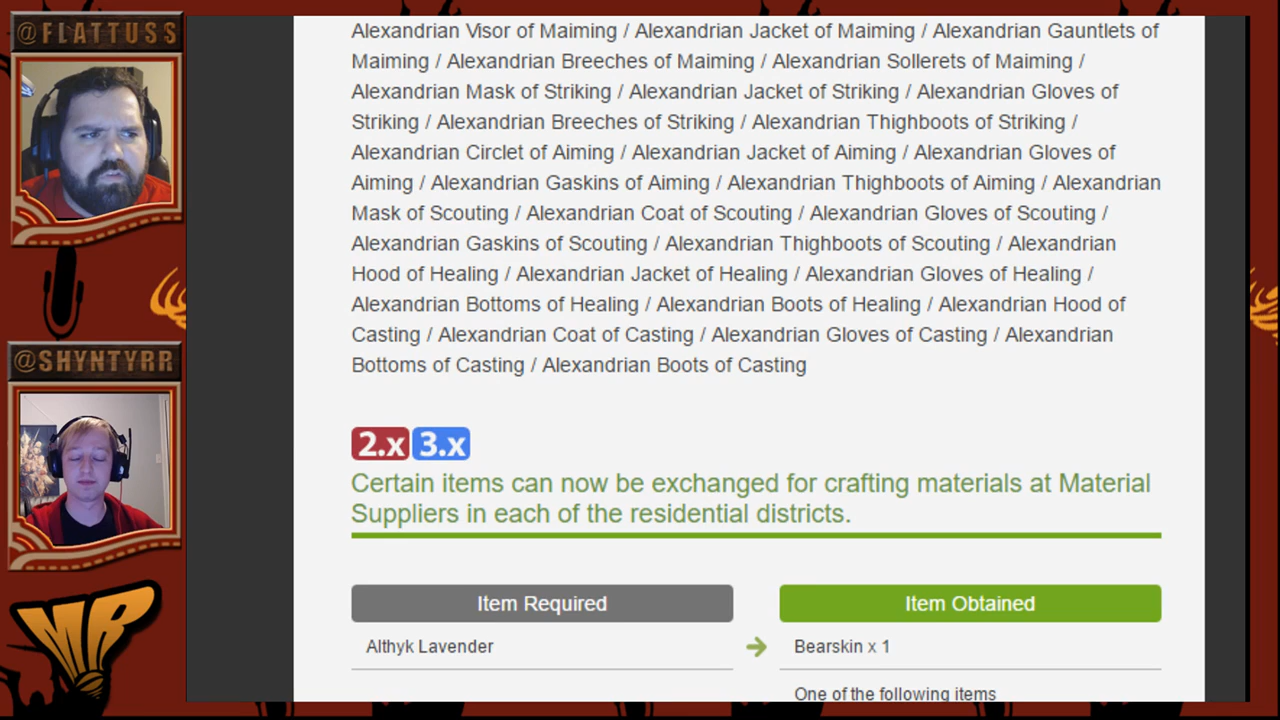 @FLATTUSS
@SHYNTYRR
MR
Alexandrian Visor of Maiming / Alexandrian Jacket of Maiming / Alexandrian Gauntlets of
Maiming / Alexandrian Breeches of Maiming / Alexandrian Sollerets of Maiming /
Alexandrian Mask of Striking / Alexandrian Jacket of Striking / Alexandrian Gloves of
Striking / Alexandrian Breeches of Striking / Alexandrian Thighboots of Striking /
Alexandrian Circlet of Aiming / Alexandrian Jacket of Aiming / Alexandrian Gloves of
Aiming / Alexandrian Gaskins of Aiming / Alexandrian Thighboots of Aiming / Alexandrian
Mask of Scouting / Alexandrian Coat of Scouting / Alexandrian Gloves of Scouting /
Alexandrian Gaskins of Scouting / Alexandrian Thighboots of Scouting / Alexandrian
Hood of Healing / Alexandrian Jacket of Healing / Alexandrian Gloves of Healing /
Alexandrian Bottoms of Healing / Alexandrian Boots of Healing / Alexandrian Hood of
Casting / Alexandrian Coat of Casting / Alexandrian Gloves of Casting / Alexandrian
Bottoms of Casting / Alexandrian Boots of Casting
2.x 3.x
Certain items can now be exchanged for crafting materials at Material
Suppliers in each of the residential districts.
Item Required Item Obtained
Althyk Lavender Bearskin x 1
One of the following items